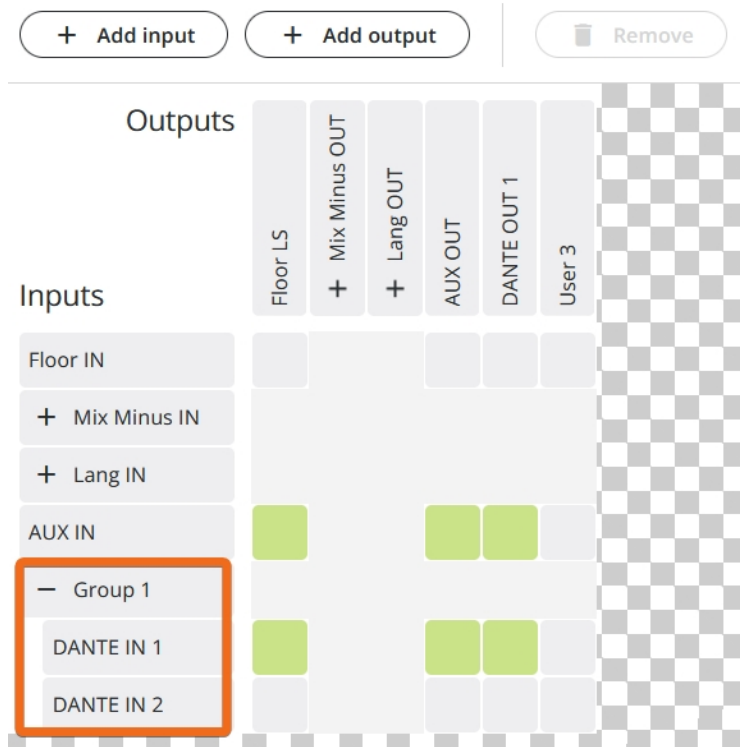 + Add input
+ Add output
Remove
Outputs
Floor LS
+ Mix Minus OUT
+ Lang OUT
AUX OUT
DANTE OUT 1
User 3
Inputs
Floor IN
+ Mix Minus IN
+ Lang IN
AUX IN
− Group 1
DANTE IN 1
DANTE IN 2